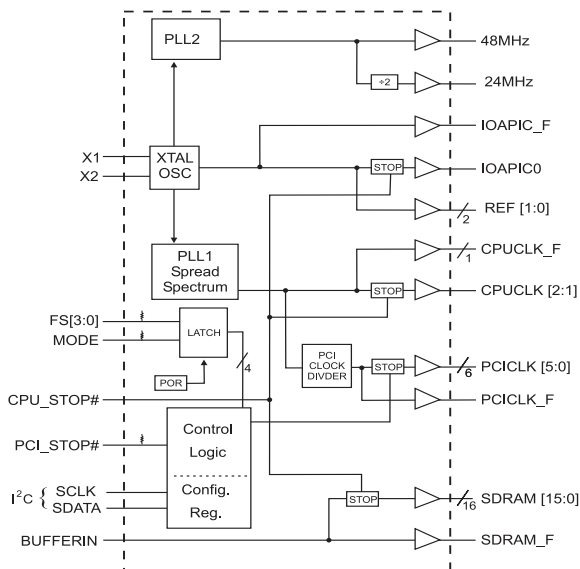 PLL2
48MHz
÷2
24MHz
IOAPIC_F
X1
X2
XTAL
OSC
STOP
IOAPIC0
REF [1:0]
2
PLL1
Spread
Spectrum
CPUCLK_F
1
STOP
CPUCLK [2:1]
FS[3:0]
MODE
LATCH
4
POR
PCI
CLOCK
DIVDER
STOP
PCICLK [5:0]
6
PCICLK_F
CPU_STOP#
PCI_STOP#
Control
Logic
Config.
Reg.
I²C { SCLK
SDATA
STOP
SDRAM [15:0]
16
BUFFERIN
SDRAM_F